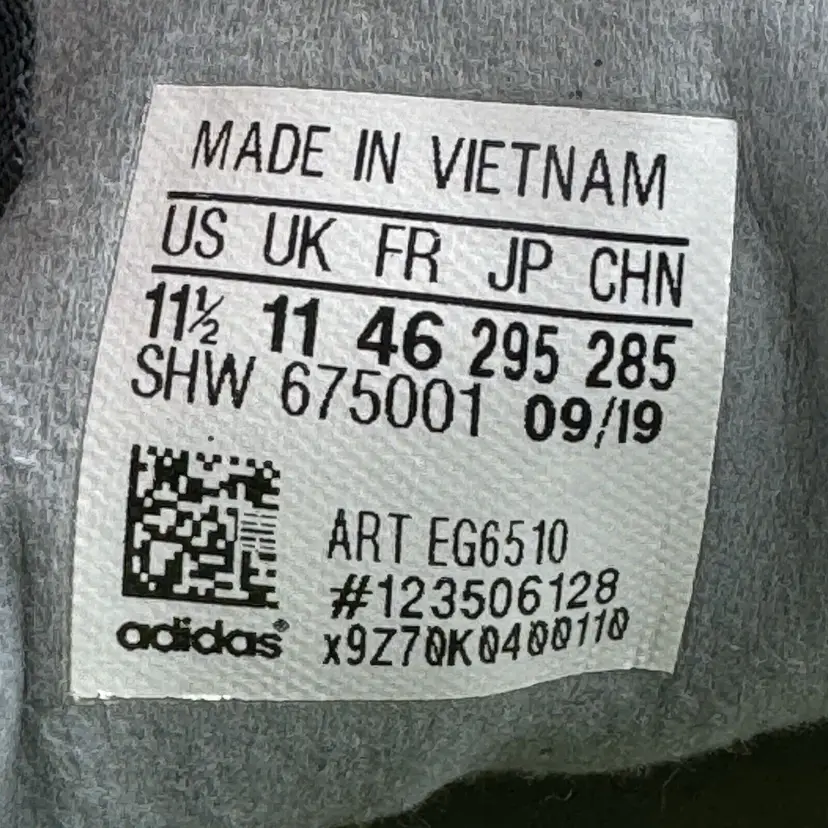 MADE IN VIETNAM
US UK FR JP CHN
11½ 11 46 295 285
SHW 675001 09/19
ART EG6510
#123506128
adidas® x9Z70K0400110